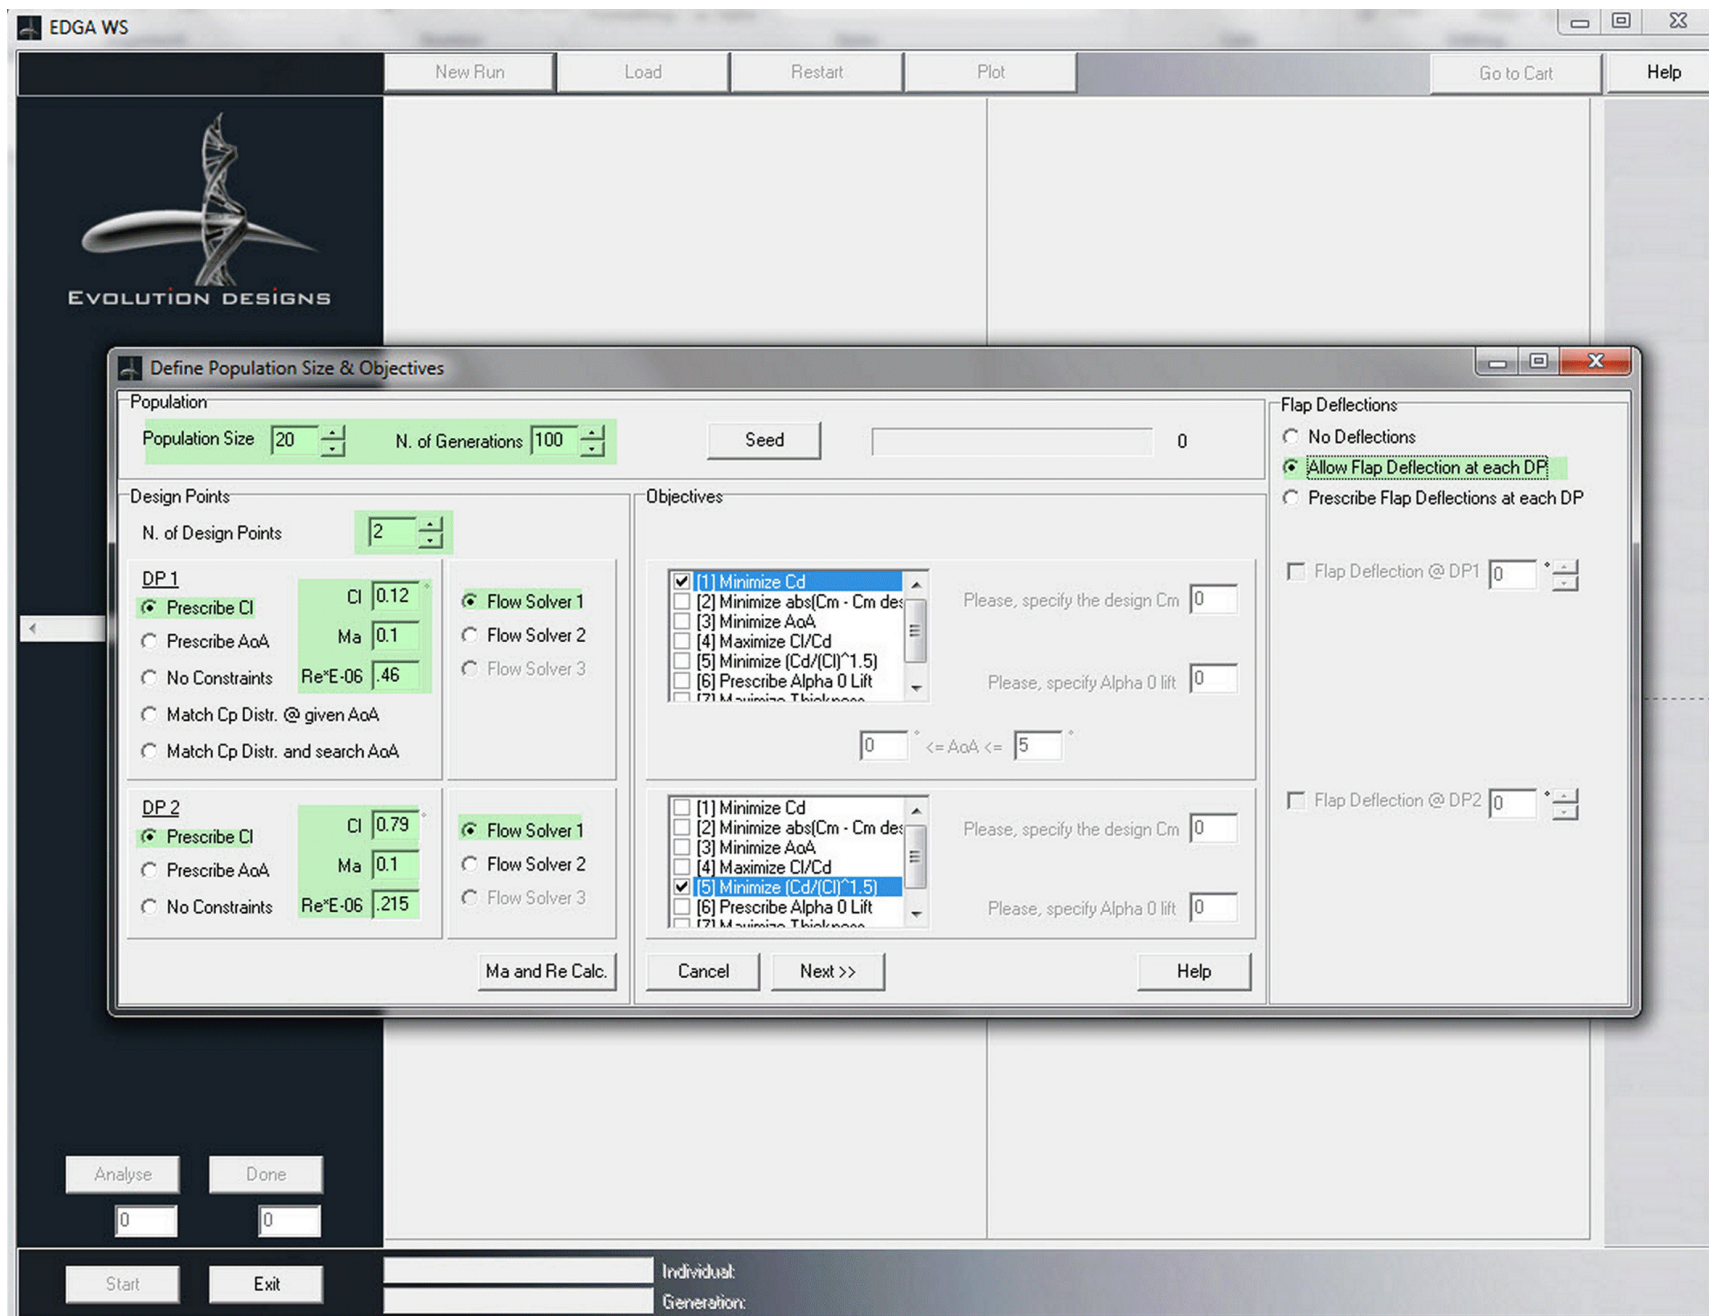 EDGA WS
New Run Load Restart Plot Go to Cart Help
EVOLUTION DESIGNS
Define Population Size & Objectives
Population
Population Size 20 N. of Generations 100 Seed 0
Design Points
N. of Design Points 2
DP 1
Prescribe Cl
Prescribe AoA
No Constraints
Match Cp Distr. @ given AoA
Match Cp Distr. and search AoA
Cl 0.12 °
Ma 0.1
Re*E-06 .46
Flow Solver 1
Flow Solver 2
Flow Solver 3
DP 2
Prescribe Cl
Prescribe AoA
No Constraints
Cl 0.79 °
Ma 0.1
Re*E-06 .215
Flow Solver 1
Flow Solver 2
Flow Solver 3
Ma and Re Calc.
Objectives
[1] Minimize Cd
[2] Minimize abs(Cm - Cm des
[3] Minimize AoA
[4] Maximize Cl/Cd
[5] Minimize (Cd/(Cl)^1.5)
[6] Prescribe Alpha 0 Lift
[7] Maximize Thickness
Please, specify the design Cm 0
Please, specify Alpha 0 lift 0
0 ° <= AoA <= 5 °
[1] Minimize Cd
[2] Minimize abs(Cm - Cm des
[3] Minimize AoA
[4] Maximize Cl/Cd
[5] Minimize (Cd/(Cl)^1.5)
[6] Prescribe Alpha 0 Lift
[7] Maximize Thickness
Please, specify the design Cm 0
Please, specify Alpha 0 lift 0
Cancel Next >> Help
Flap Deflections
No Deflections
Allow Flap Deflection at each DP
Prescribe Flap Deflections at each DP
Flap Deflection @ DP1 0 °
Flap Deflection @ DP2 0 °
Analyse Done
0 0
Start Exit
Individual:
Generation: